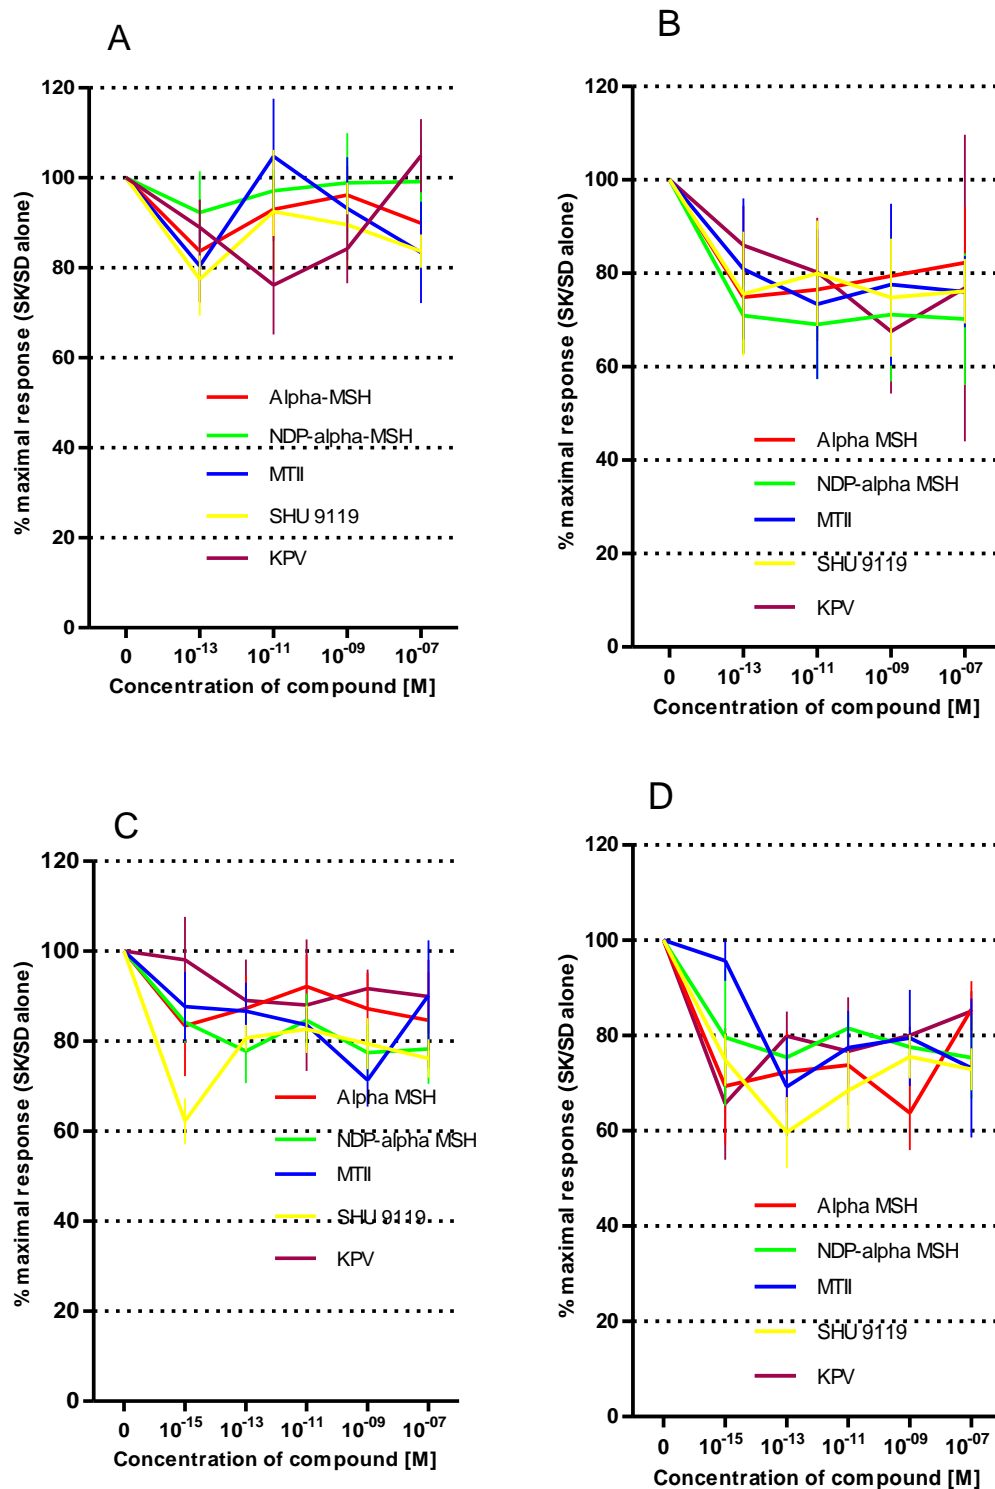 A
% maximal response (SK/SD alone)
120
100
80
60
40
20
0
Alpha-MSH
NDP-alpha-MSH
MTII
SHU 9119
KPV
0 10-13 10-11 10-09 10-07
Concentration of compound [M]
B
% maximal response (SK/SD alone)
120
100
80
60
40
20
0
Alpha MSH
NDP-alpha MSH
MTII
SHU 9119
KPV
0 10-13 10-11 10-09 10-07
Concentration of compound [M]
C
% maximal response (SK/SD alone)
120
100
80
60
40
20
0
Alpha MSH
NDP-alpha MSH
MTII
SHU 9119
KPV
0 10-15 10-13 10-11 10-09 10-07
Concentration of compound [M]
D
% maximal response (SK/SD alone)
120
100
80
60
40
20
0
Alpha MSH
NDP-alpha MSH
MTII
SHU 9119
KPV
0 10-15 10-13 10-11 10-09 10-07
Concentration of compound [M]